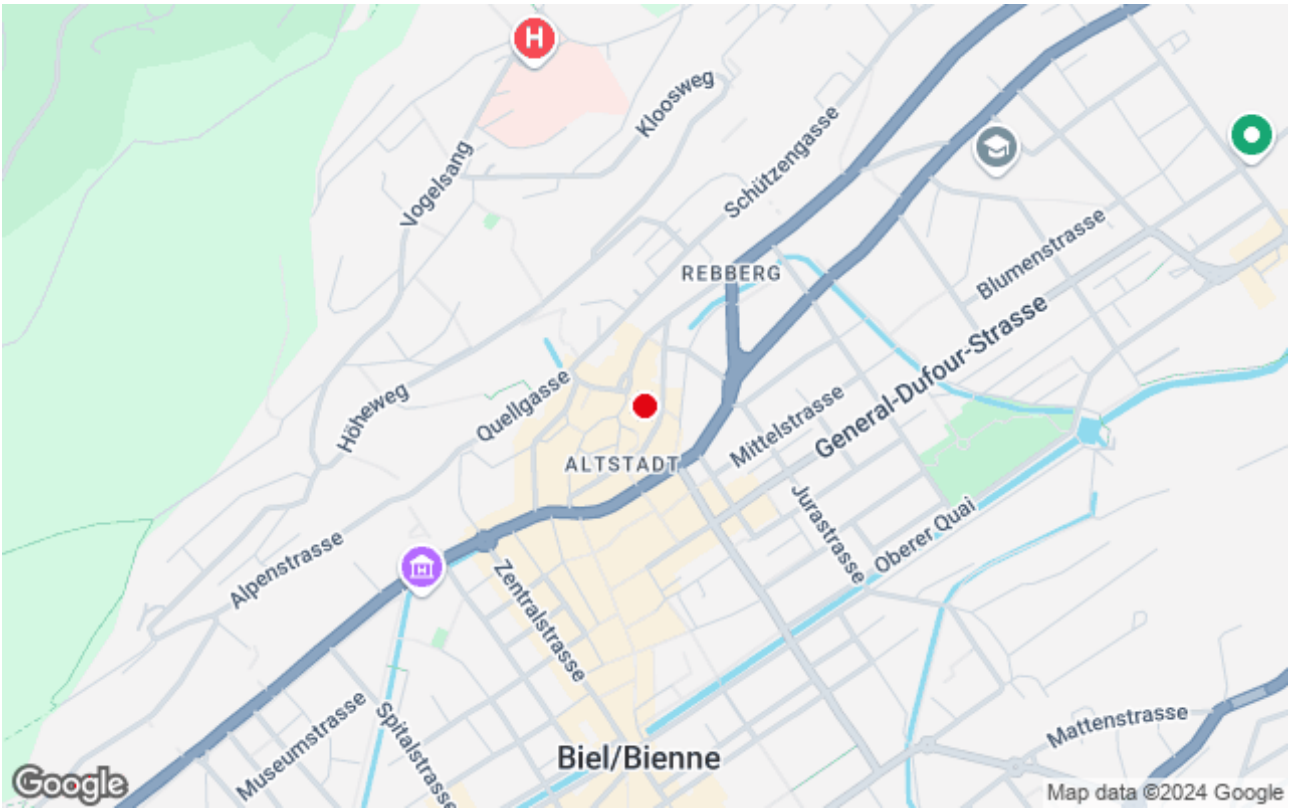 H
Kloosweg
Vogelsang
Schützengasse
REBBERG
Blumenstrasse
General-Dufour-Strasse
Höheweg
Quellgasse
Mittelstrasse
ALTSTADT
Jurastrasse
Oberer Quai
Alpenstrasse
Zentralstrasse
Museumstrasse
Spitalstrasse
Mattenstrasse
Biel/Bienne
Google
Map data ©2024 Google